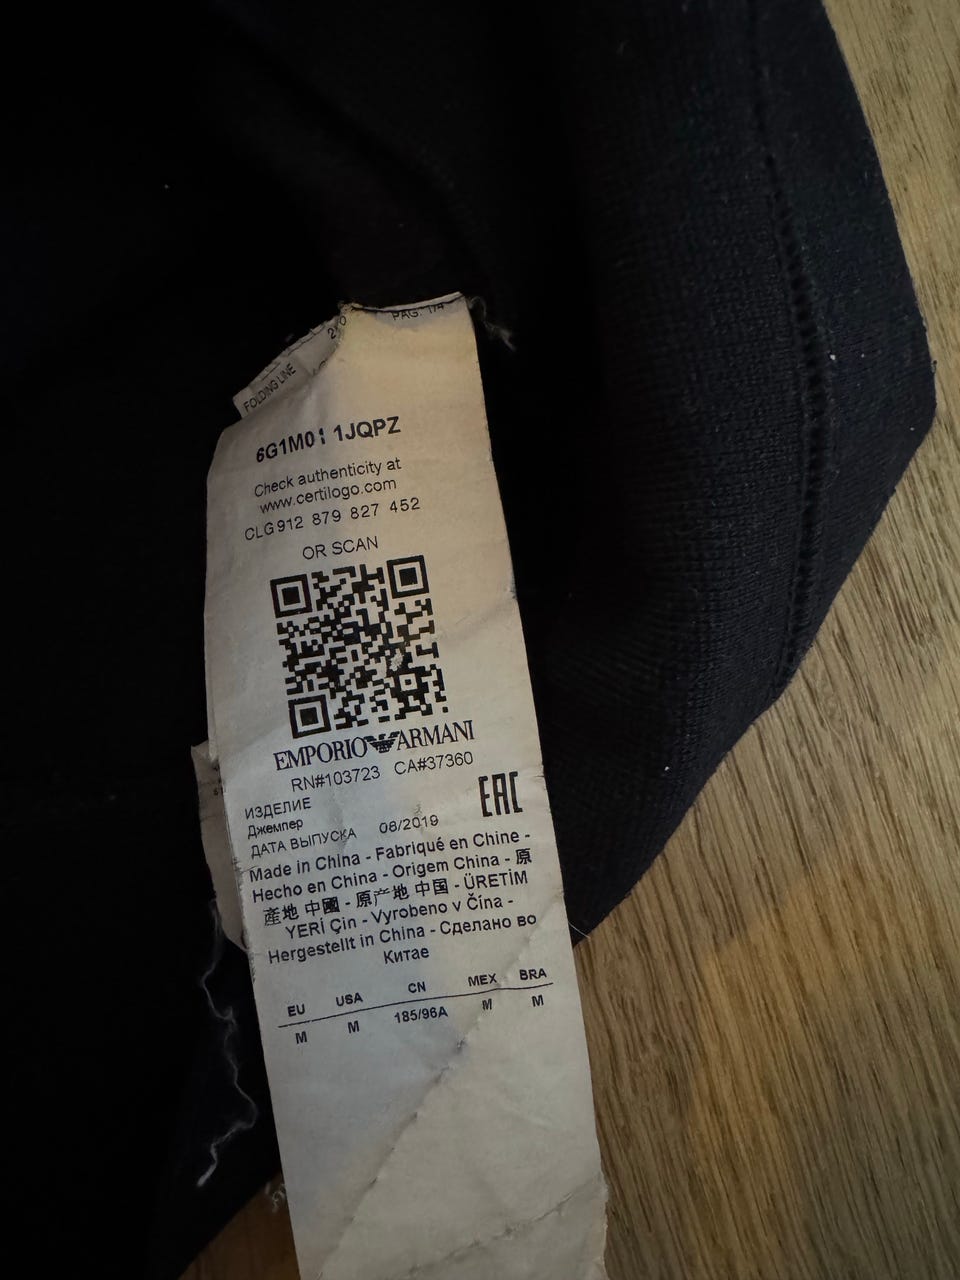 PAG. 1/4
FOLDING LINE
6G1M0 1JQPZ
Check authenticity at
www.certilogo.com
CLG 912 879 827 452
OR SCAN
EMPORIO ARMANI
RN#103723 CA#37360
EAC
ИЗДЕЛИЕ
Джемпер
ДАТА ВЫПУСКА 06/2019
Made in China - Fabriqué en Chine -
Hecho en China - Origem China - 原
產地 中國 - 原产地 中国 - ÜRETİM
YERİ Çin - Vyrobeno v Čína -
Hergestellt in China - Сделано во
Китае
EU USA CN MEX BRA
M M 185/96A M M